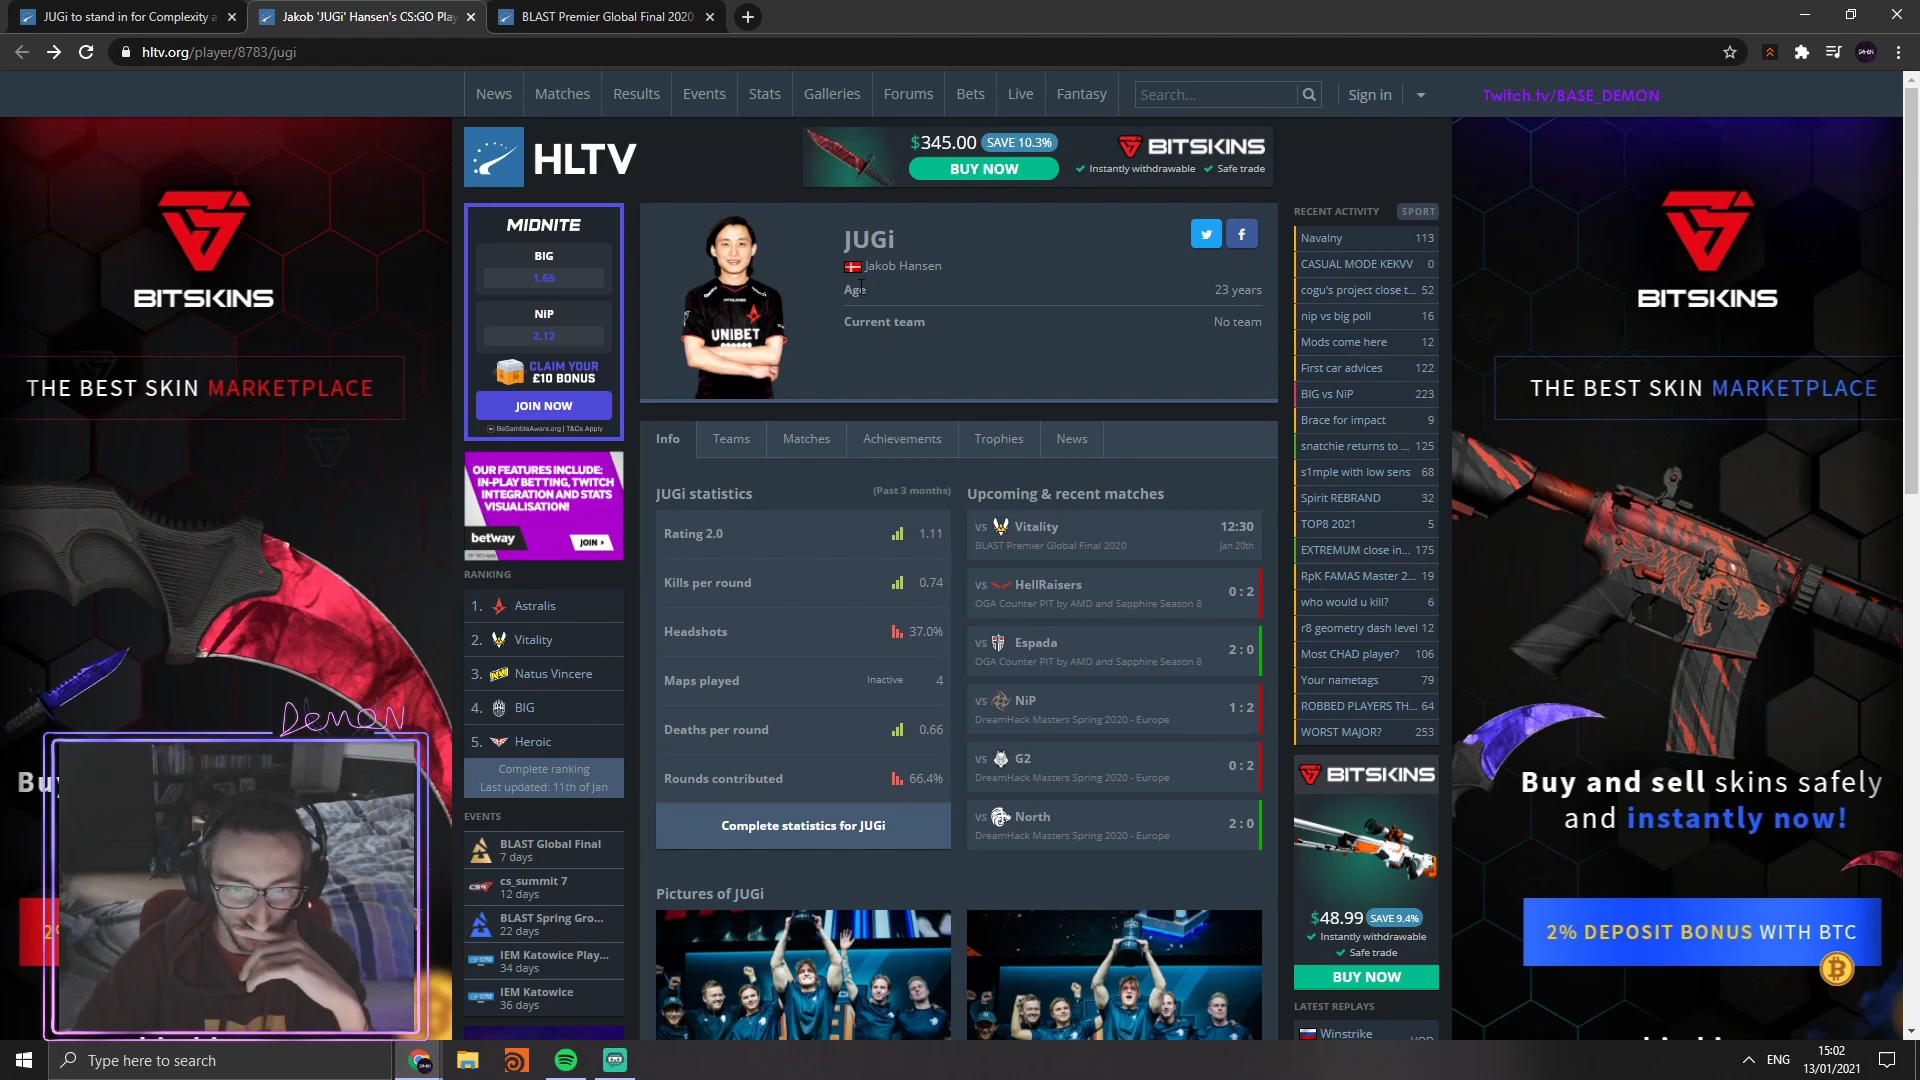 JUGi to stand in for Complexity a
Jakob 'JUGi' Hansen's CS:GO Play
BLAST Premier Global Final 2020
hltv.org/player/8783/jugi
News Matches Results Events Stats Galleries Forums Bets Live Fantasy Search... Sign in
Twitch.tv/BASE_DEMON
HLTV
$345.00 SAVE 10.3%
BUY NOW
BITSKINS
Instantly withdrawable Safe trade
BITSKINS
THE BEST SKIN MARKETPLACE
MIDNITE
BIG
1.65
NiP
2.12
CLAIM YOUR
£10 BONUS
JOIN NOW
BeGambleAware.org | T&Cs Apply
OUR FEATURES INCLUDE:
IN-PLAY BETTING, TWITCH
INTEGRATION AND STATS
VISUALISATION!
betway JOIN
RANKING
1. Astralis
2. Vitality
3. Natus Vincere
4. BIG
5. Heroic
Complete ranking
Last updated: 11th of Jan
EVENTS
BLAST Global Final
7 days
cs_summit 7
12 days
BLAST Spring Gro...
22 days
IEM Katowice Play...
34 days
IEM Katowice
36 days
JUGi
Jakob Hansen
Age 23 years
Current team No team
UNIBET
Info Teams Matches Achievements Trophies News
JUGi statistics (Past 3 months)
Rating 2.0 1.11
Kills per round 0.74
Headshots 37.0%
Maps played Inactive 4
Deaths per round 0.66
Rounds contributed 66.4%
Complete statistics for JUGi
Upcoming & recent matches
vs Vitality 12:30
BLAST Premier Global Final 2020 Jan 20th
vs HellRaisers 0 : 2
OGA Counter PIT by AMD and Sapphire Season 8
vs Espada 2 : 0
OGA Counter PIT by AMD and Sapphire Season 8
vs NiP 1 : 2
DreamHack Masters Spring 2020 - Europe
vs G2 0 : 2
DreamHack Masters Spring 2020 - Europe
vs North 2 : 0
DreamHack Masters Spring 2020 - Europe
Pictures of JUGi
RECENT ACTIVITY SPORT
Navalny 113
CASUAL MODE KEKVV 0
cogu's project close t... 52
nip vs big poll 16
Mods come here 12
First car advices 122
BIG vs NiP 223
Brace for impact 9
snatchie returns to ... 125
s1mple with low sens 68
Spirit REBRAND 32
TOP8 2021 5
EXTREMUM close in... 175
RpK FAMAS Master 2... 19
who would u kill? 6
r8 geometry dash level 12
Most CHAD player? 106
Your nametags 79
ROBBED PLAYERS TH... 64
WORST MAJOR? 253
BITSKINS
$48.99 SAVE 9.4%
Instantly withdrawable
Safe trade
BUY NOW
LATEST REPLAYS
Winstrike
BITSKINS
THE BEST SKIN MARKETPLACE
Buy and sell skins safely
and instantly now!
2% DEPOSIT BONUS WITH BTC
DemoN
Buy
2%
Type here to search
ENG
15:02
13/01/2021